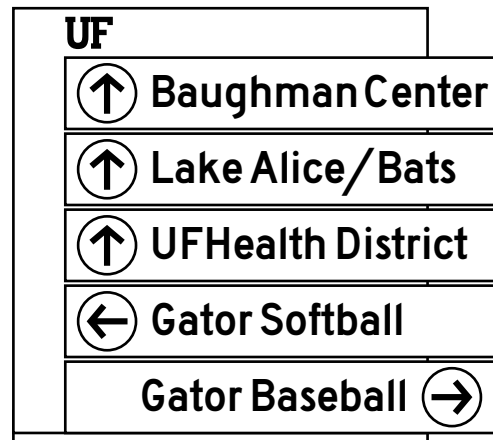 UF
Baughman Center
Lake Alice/Bats
UFHealth District
Gator Softball
Gator Baseball